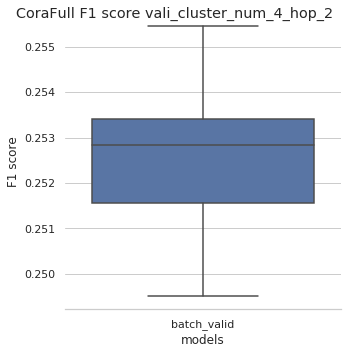 CoraFull F1 score vali_cluster_num_4_hop_2
0.255
0.254
0.253
0.252
0.251
0.250
F1 score
batch_valid
models